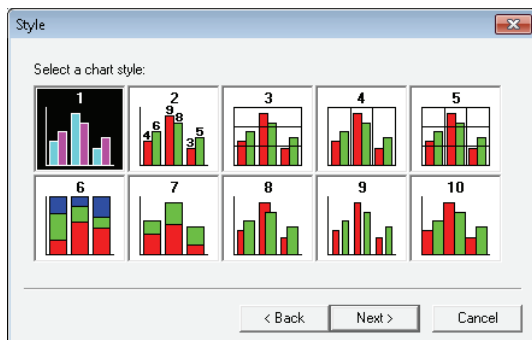 Style
Select a chart style:
1 2 3 4 5
4 6 9 8 3 5
6 7 8 9 10
< Back Next > Cancel